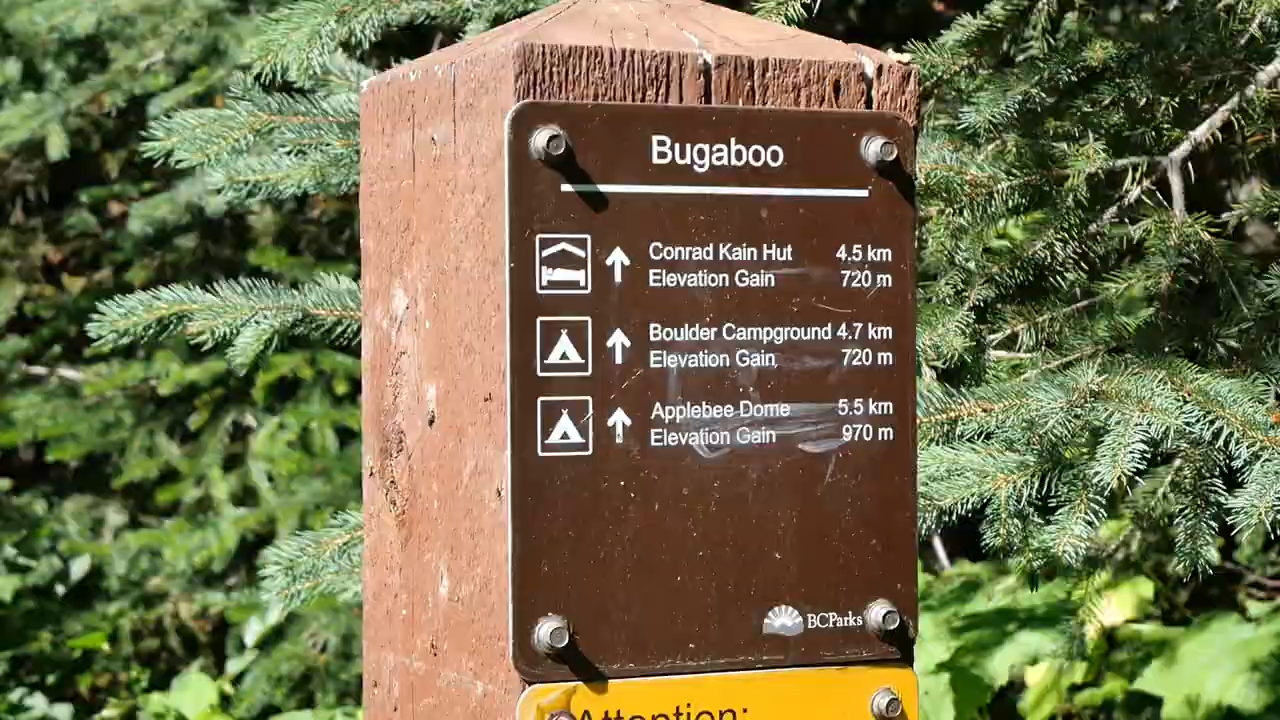 Bugaboo
Conrad Kain Hut 4.5 km
Elevation Gain 720 m
Boulder Campground 4.7 km
Elevation Gain 720 m
Applebee Dome 5.5 km
Elevation Gain 970 m
BCParks
Attention: